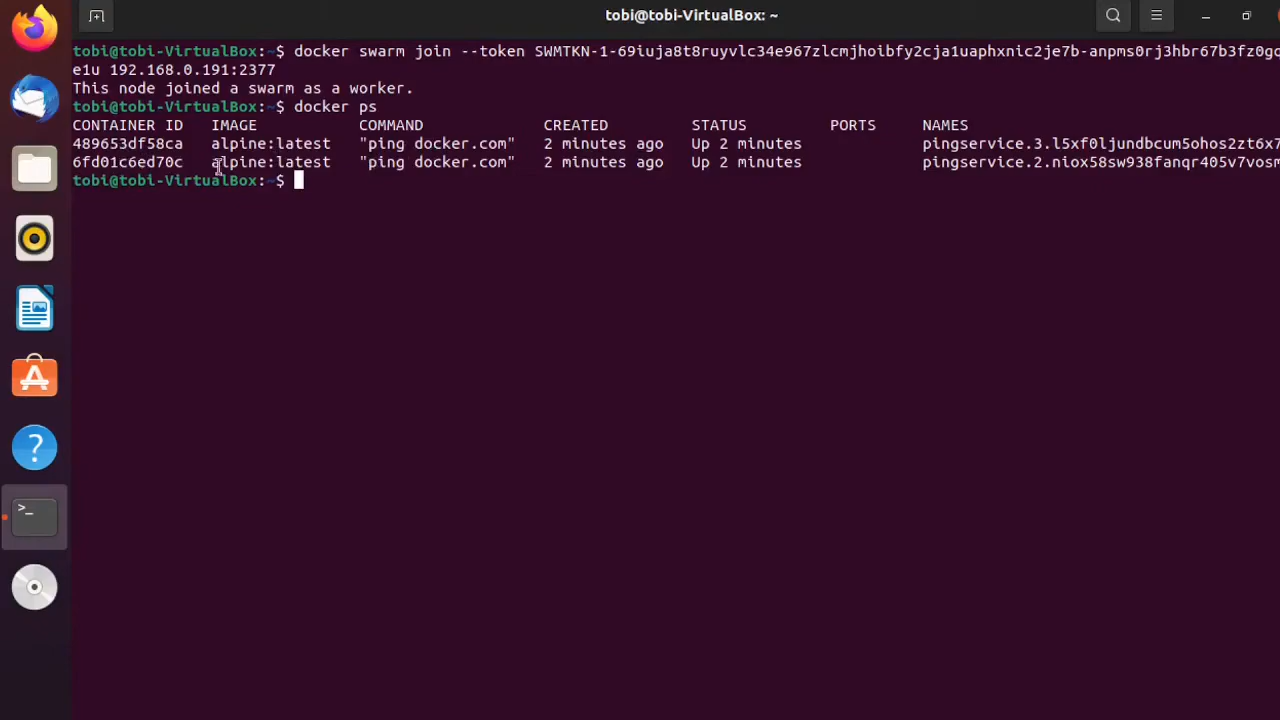 tobi@tobi-VirtualBox: ~
tobi@tobi-VirtualBox:~$ docker swarm join --token SWMTKN-1-69iuja8t8ruyvlc34e967zlcmjhoibfy2cja1uaphxnic2je7b-anpms0rj3hbr67b3fz0go
e1u 192.168.0.191:2377
This node joined a swarm as a worker.
tobi@tobi-VirtualBox:~$ docker ps
CONTAINER ID IMAGE COMMAND CREATED STATUS PORTS NAMES
489653df58ca alpine:latest "ping docker.com" 2 minutes ago Up 2 minutes pingservice.3.l5xf0ljundbcum5ohos2zt6x7
6fd01c6ed70c alpine:latest "ping docker.com" 2 minutes ago Up 2 minutes pingservice.2.niox58sw938fanqr405v7vosm
tobi@tobi-VirtualBox:~$